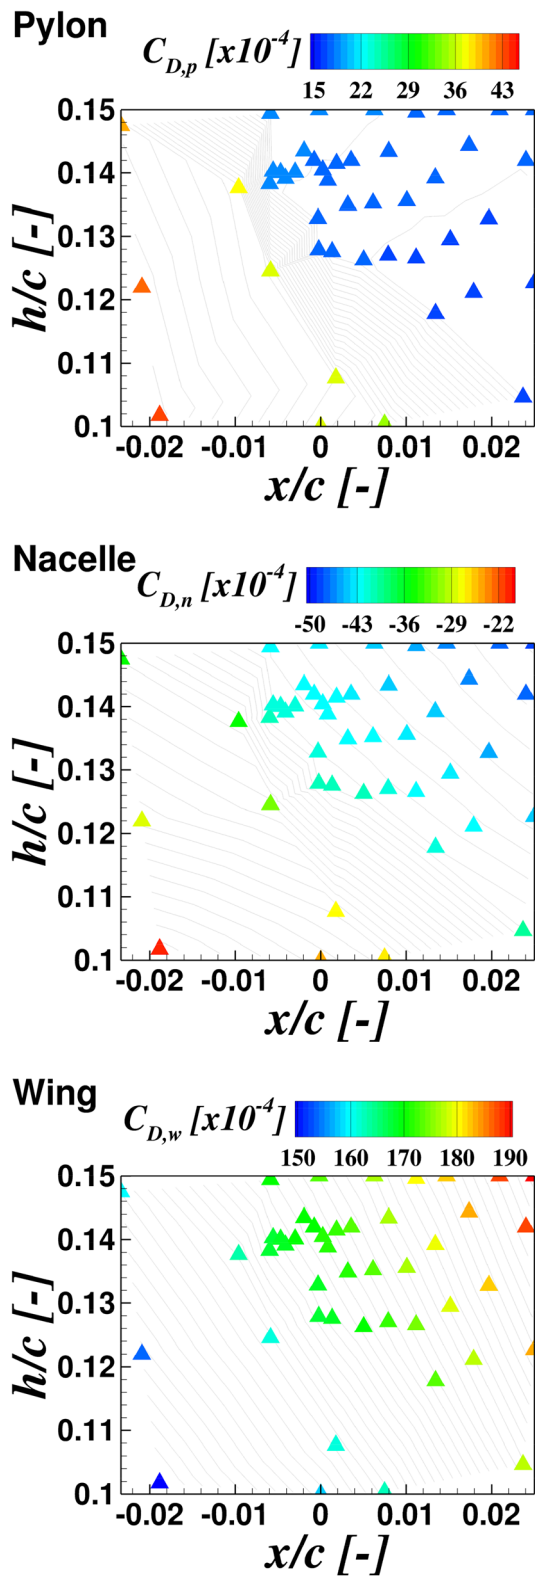 Pylon
C_D,p [x10^-4]
15 22 29 36 43
0.15
0.14
0.13
0.12
0.11
0.1
h/c [-]
-0.02 -0.01 0 0.01 0.02
x/c [-]
Nacelle
C_D,n [x10^-4]
-50 -43 -36 -29 -22
0.15
0.14
0.13
0.12
0.11
0.1
h/c [-]
-0.02 -0.01 0 0.01 0.02
x/c [-]
Wing
C_D,w [x10^-4]
150 160 170 180 190
0.15
0.14
0.13
0.12
0.11
0.1
h/c [-]
-0.02 -0.01 0 0.01 0.02
x/c [-]